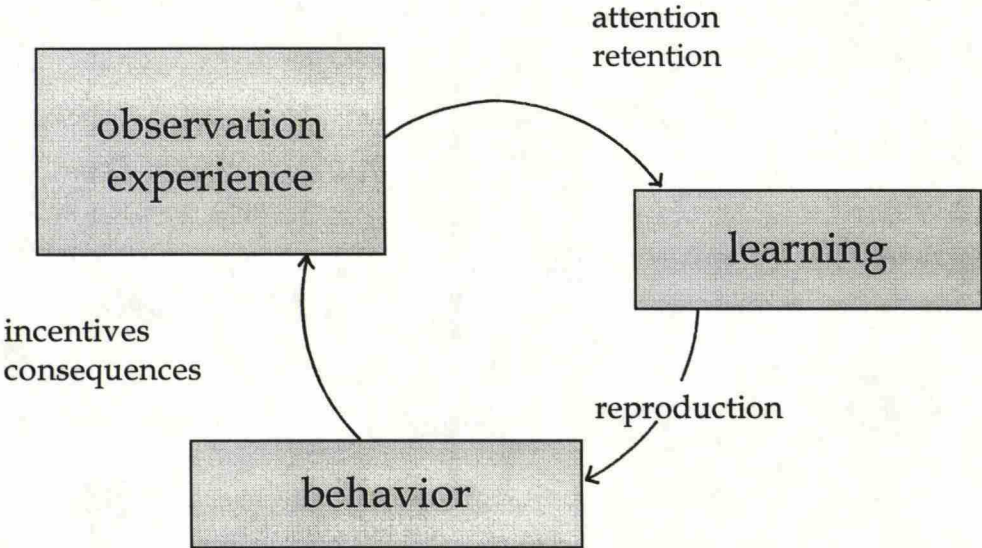 attention
retention
observation
experience
learning
incentives
consequences
reproduction
behavior